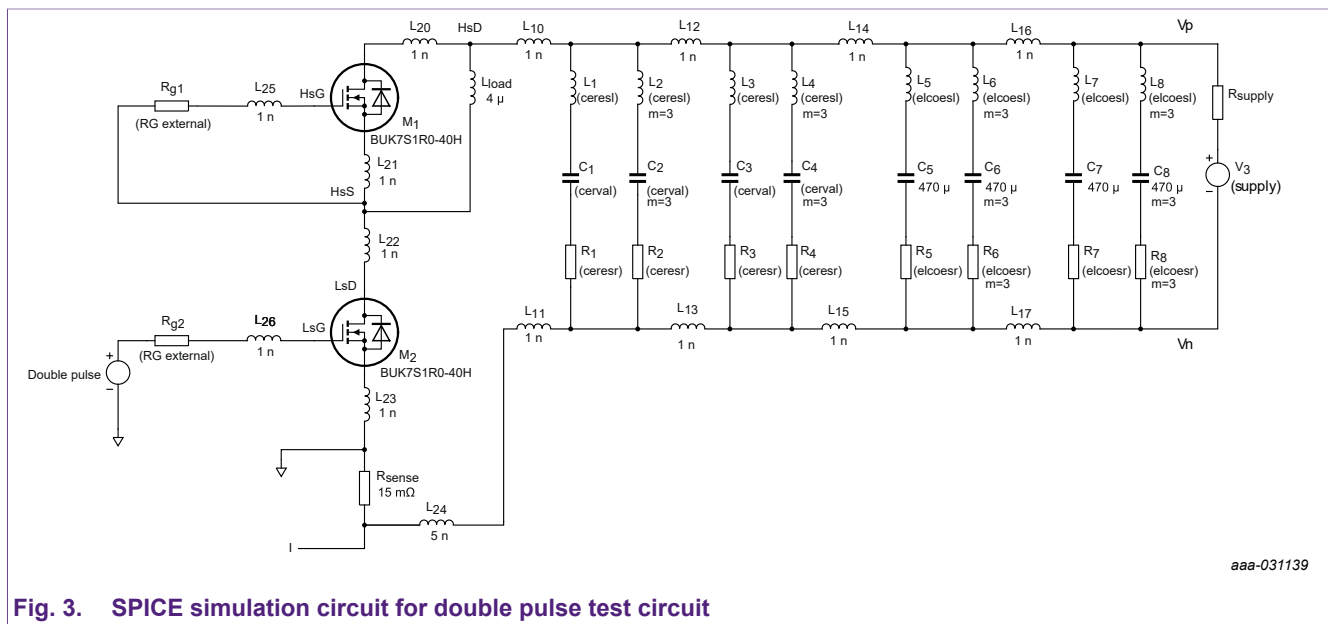 L20
1 n
HsD
L10
1 n
L12
1 n
L14
1 n
L16
1 n
Vp
Rg1
(RG external)
L25
1 n
HsG
M1
BUK7S1R0-40H
Lload
4 μ
L21
1 n
HsS
L1
(ceresl)
L2
(ceresl)
m=3
L3
(ceresl)
L4
(ceresl)
m=3
L5
(elcoesl)
L6
(elcoesl)
m=3
L7
(elcoesl)
L8
(elcoesl)
m=3
Rsupply
C1
(cerval)
C2
(cerval)
m=3
C3
(cerval)
C4
(cerval)
m=3
C5
470 μ
C6
470 μ
m=3
C7
470 μ
C8
470 μ
m=3
+
V3
(supply)
−
R1
(ceresr)
R2
(ceresr)
m=3
R3
(ceresr)
R4
(ceresr)
m=3
R5
(elcoesr)
R6
(elcoesr)
m=3
R7
(elcoesr)
R8
(elcoesr)
m=3
L22
1 n
LsD
L11
1 n
L13
1 n
L15
1 n
L17
1 n
Vn
Rg2
(RG external)
L26
1 n
LsG
M2
BUK7S1R0-40H
Double pulse
+
−
L23
1 n
Rsense
15 mΩ
L24
5 n
I
aaa-031139
Fig. 3. SPICE simulation circuit for double pulse test circuit